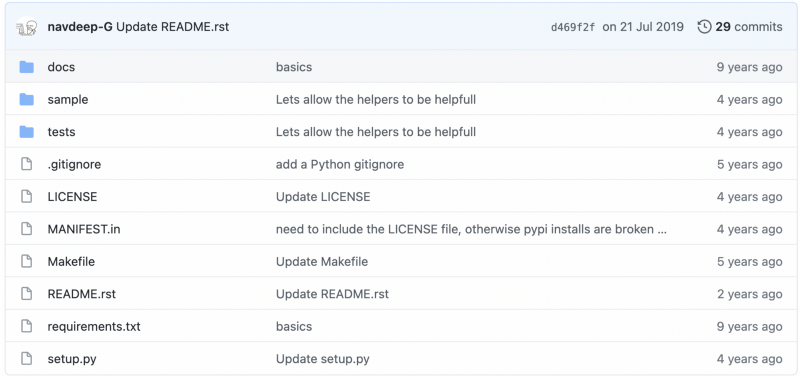 navdeep-G Update README.rst d469f2f on 21 Jul 2019 29 commits
docs basics 9 years ago
sample Lets allow the helpers to be helpfull 4 years ago
tests Lets allow the helpers to be helpfull 4 years ago
.gitignore add a Python gitignore 5 years ago
LICENSE Update LICENSE 4 years ago
MANIFEST.in need to include the LICENSE file, otherwise pypi installs are broken ... 4 years ago
Makefile Update Makefile 5 years ago
README.rst Update README.rst 2 years ago
requirements.txt basics 9 years ago
setup.py Update setup.py 4 years ago